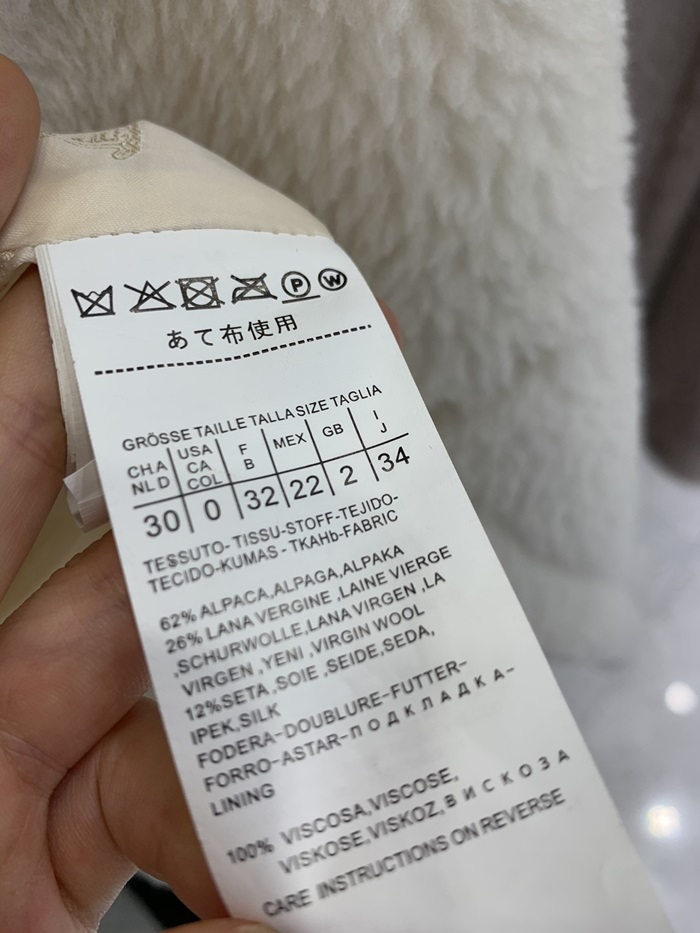 P W
あて布使用
GRÖSSE TAILLE TALLA SIZE TAGLIA
CH.A NL D USA CA COL F B MEX GB I J
30 0 32 22 2 34
TESSUTO-TISSU-STOFF-TEJIDO-
TECIDO-KUMAS-TKAHb-FABRIC
62% ALPACA,ALPAGA,ALPAKA
26% LANA VERGINE ,LAINE VIERGE
,SCHURWOLLE,LANA VIRGEN ,LA
VIRGEN ,YENI ,VIRGIN WOOL
12%SETA ,SOIE ,SEIDE,SEDA,
IPEK,SILK
FODERA-DOUBLURE-FUTTER-
FORRO-ASTAR-ПОДКЛАДКА-
LINING
100% VISCOSA,VISCOSE,
VISKOSE,VISKOZ,ВИСКОЗА
CARE INSTRUCTIONS ON REVERSE